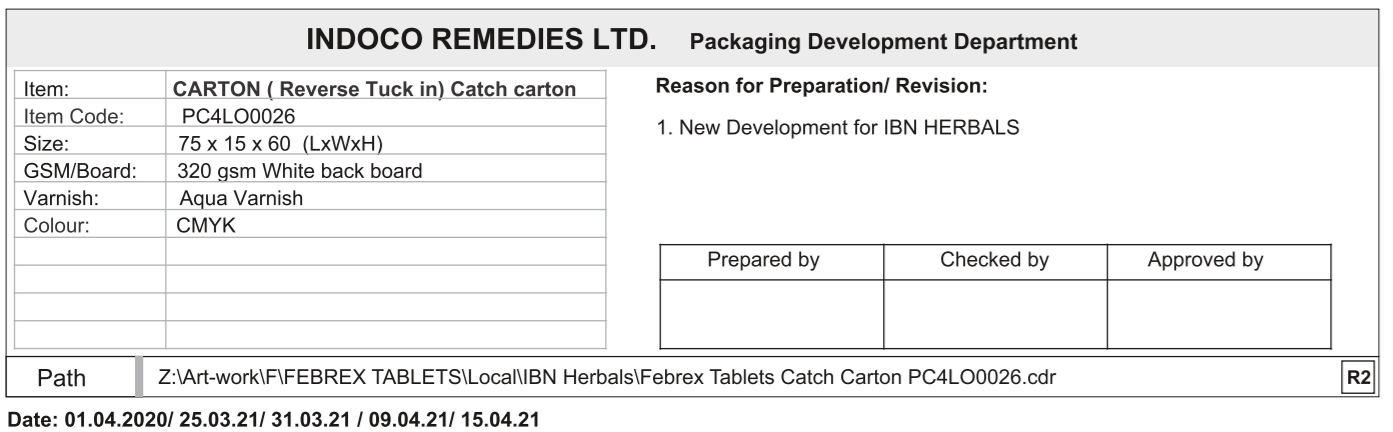 INDOCO REMEDIES LTD. Packaging Development Department
Item: CARTON ( Reverse Tuck in) Catch carton
Item Code: PC4LO0026
Size: 75 x 15 x 60 (LxWxH)
GSM/Board: 320 gsm White back board
Varnish: Aqua Varnish
Colour: CMYK
Reason for Preparation/ Revision:
1. New Development for IBN HERBALS
Prepared by Checked by Approved by
Path Z:\Art-work\F\FEBREX TABLETS\Local\IBN Herbals\Febrex Tablets Catch Carton PC4LO0026.cdr R2
Date: 01.04.2020/ 25.03.21/ 31.03.21 / 09.04.21/ 15.04.21